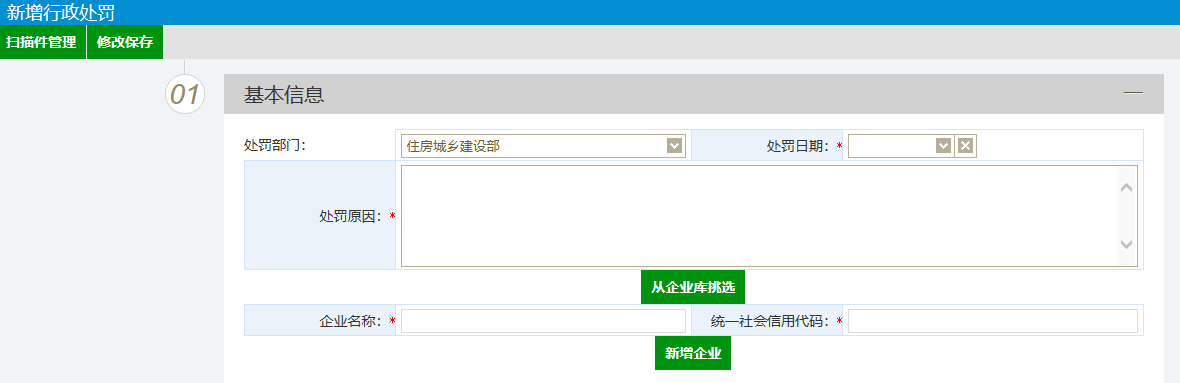 新增行政处罚
扫描件管理 修改保存
01 基本信息
处罚部门： 住房城乡建设部 处罚日期：*
处罚原因：*
从企业库挑选
企业名称：* 统一社会信用代码：*
新增企业